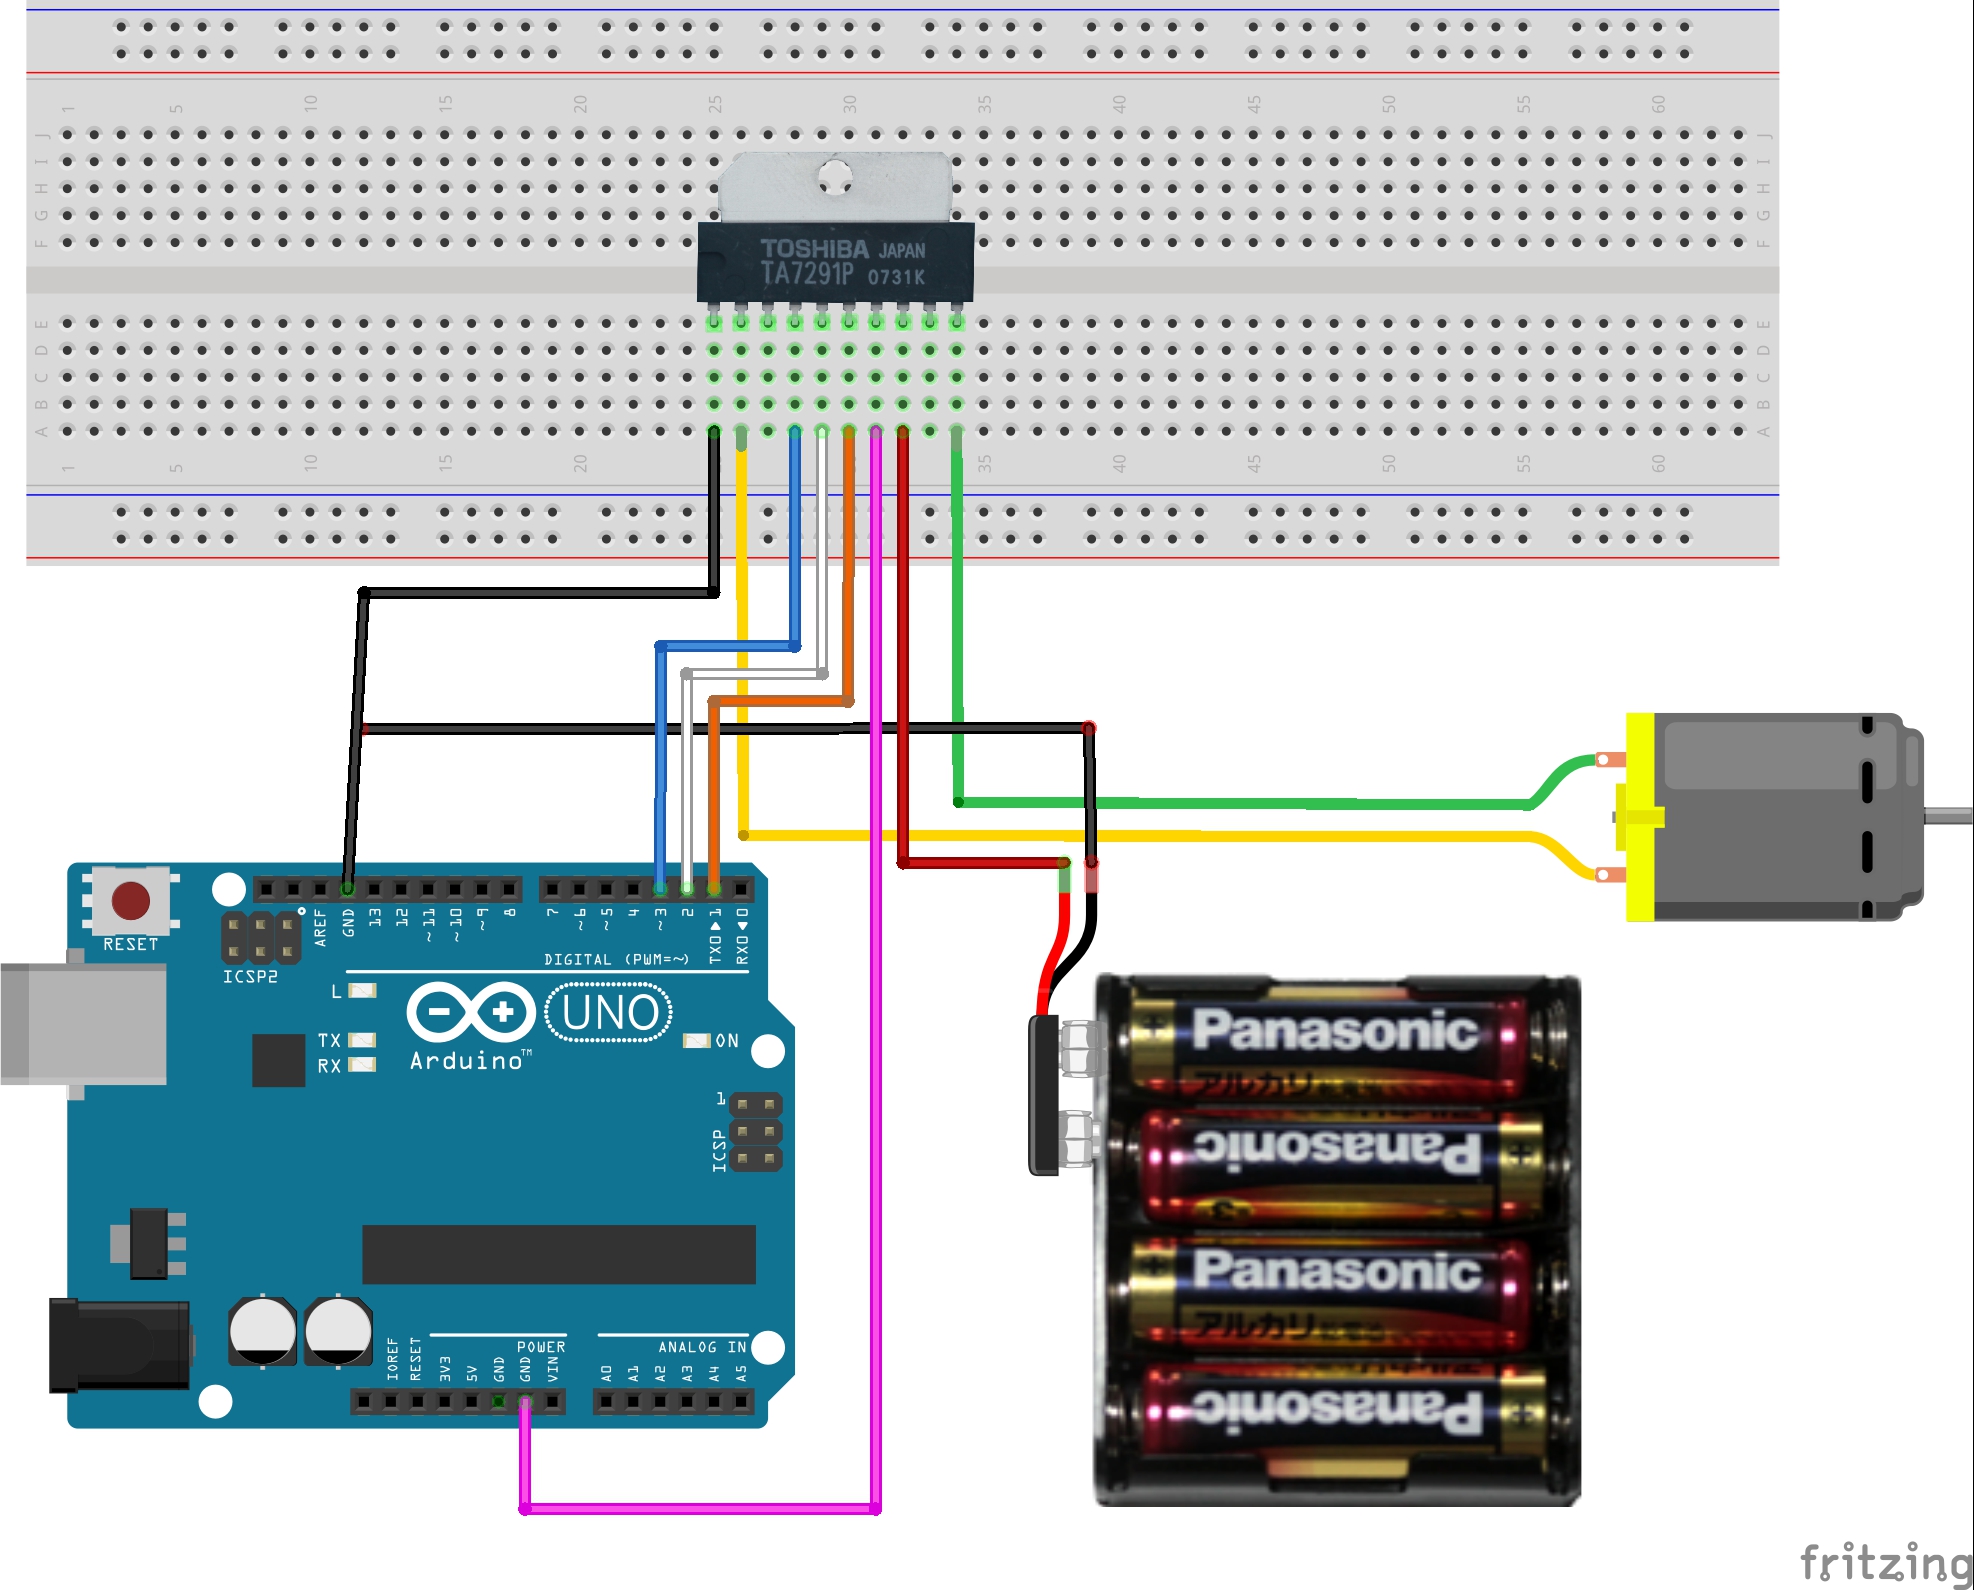 1 5 10 15 20 25 30 35 40 45 50 55 60
J J
I I
H H
G G
F F
TOSHIBA JAPAN
TA7291P 0731K
E E
D D
C C
B B
A A
1 5 10 15 20 35 40 45 50 55 60
RESET
ICSP2
AREF GND 13 12 ~11 ~10 ~9 8 7 ~6 ~5 4 ~3 2 TX0▶1 RX0◀0
DIGITAL (PWM=~)
L
UNO
TX
RX
ON
Arduino™
1
ICSP
POWER
ANALOG IN
IOREF RESET 3V3 5V GND GND VIN A0 A1 A2 A3 A4 A5
Panasonic
アルカリ
Panasonic
Panasonic
アルカリ
Panasonic
fritzing